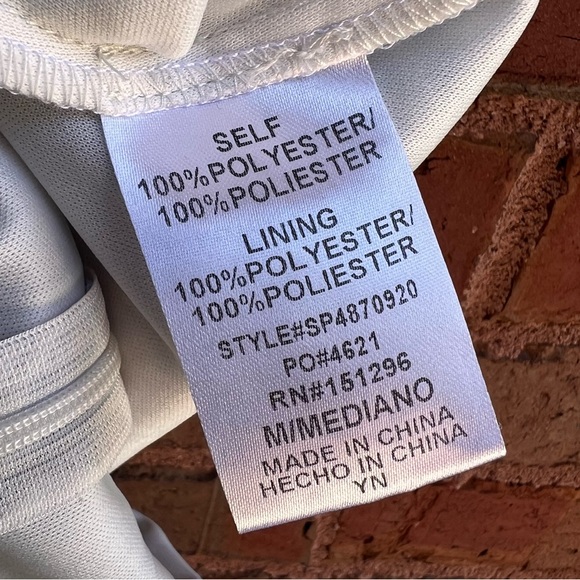 SELF
100%POLYESTER/
100%POLIESTER
LINING
100%POLYESTER/
100%POLIESTER
STYLE#SP4870920
PO#4621
RN#151296
M/MEDIANO
MADE IN CHINA
HECHO IN CHINA
YN